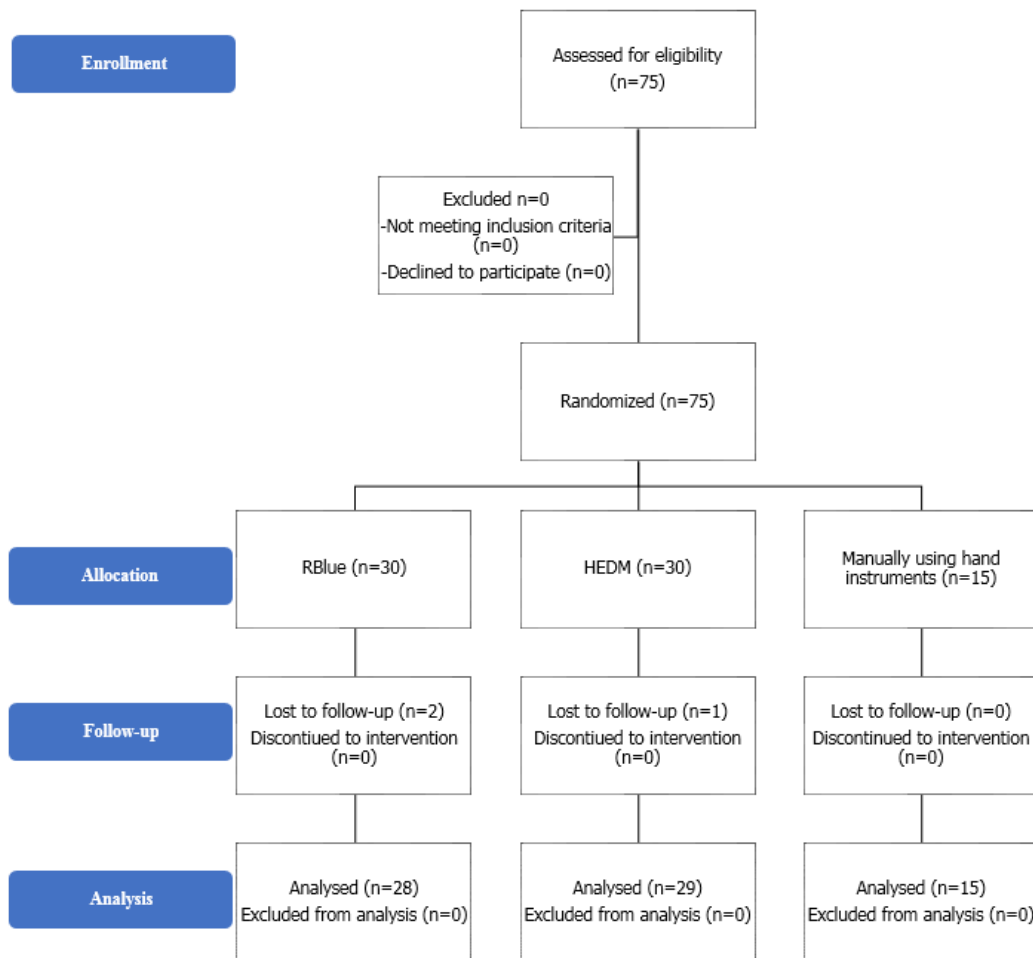 Enrollment
Assessed for eligibility
(n=75)
Excluded n=0
-Not meeting inclusion criteria
(n=0)
-Declined to participate (n=0)
Randomized (n=75)
Allocation
RBlue (n=30)
HEDM (n=30)
Manually using hand
instruments (n=15)
Follow-up
Lost to follow-up (n=2)
Discontiued to intervention
(n=0)
Lost to follow-up (n=1)
Discontiued to intervention
(n=0)
Lost to follow-up (n=0)
Discontinued to intervention
(n=0)
Analysis
Analysed (n=28)
Excluded from analysis (n=0)
Analysed (n=29)
Excluded from analysis (n=0)
Analysed (n=15)
Excluded from analysis (n=0)